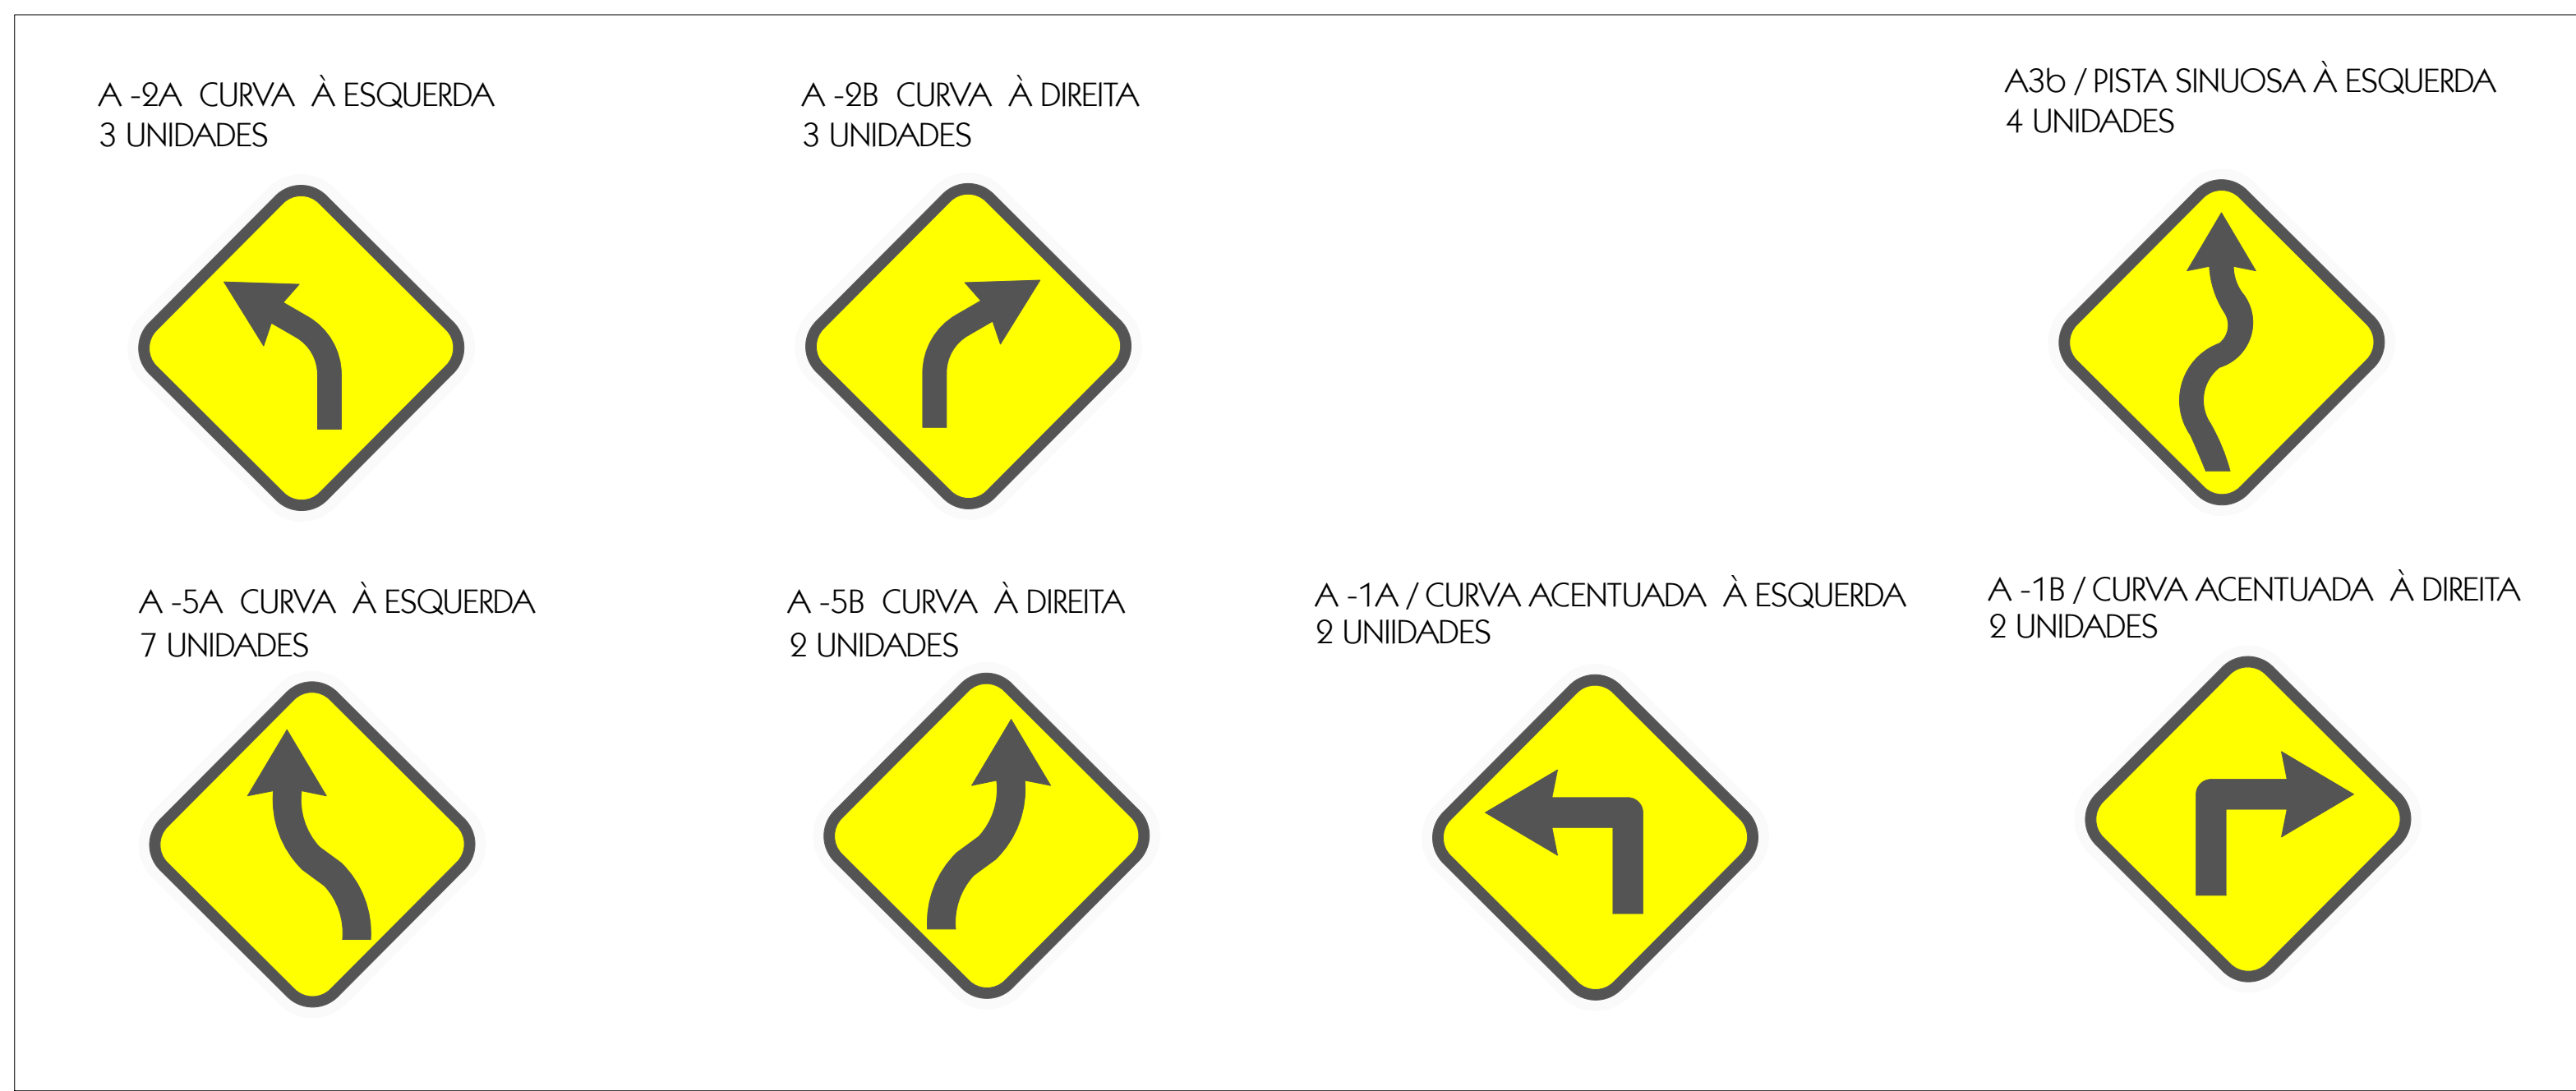 A -2A CURVA À ESQUERDA
3 UNIDADES
A -2B CURVA À DIREITA
3 UNIDADES
A3b / PISTA SINUOSA À ESQUERDA
4 UNIDADES
A -5A CURVA À ESQUERDA
7 UNIDADES
A -5B CURVA À DIREITA
2 UNIDADES
A -1A / CURVA ACENTUADA À ESQUERDA
2 UNIIDADES
A -1B / CURVA ACENTUADA À DIREITA
2 UNIDADES